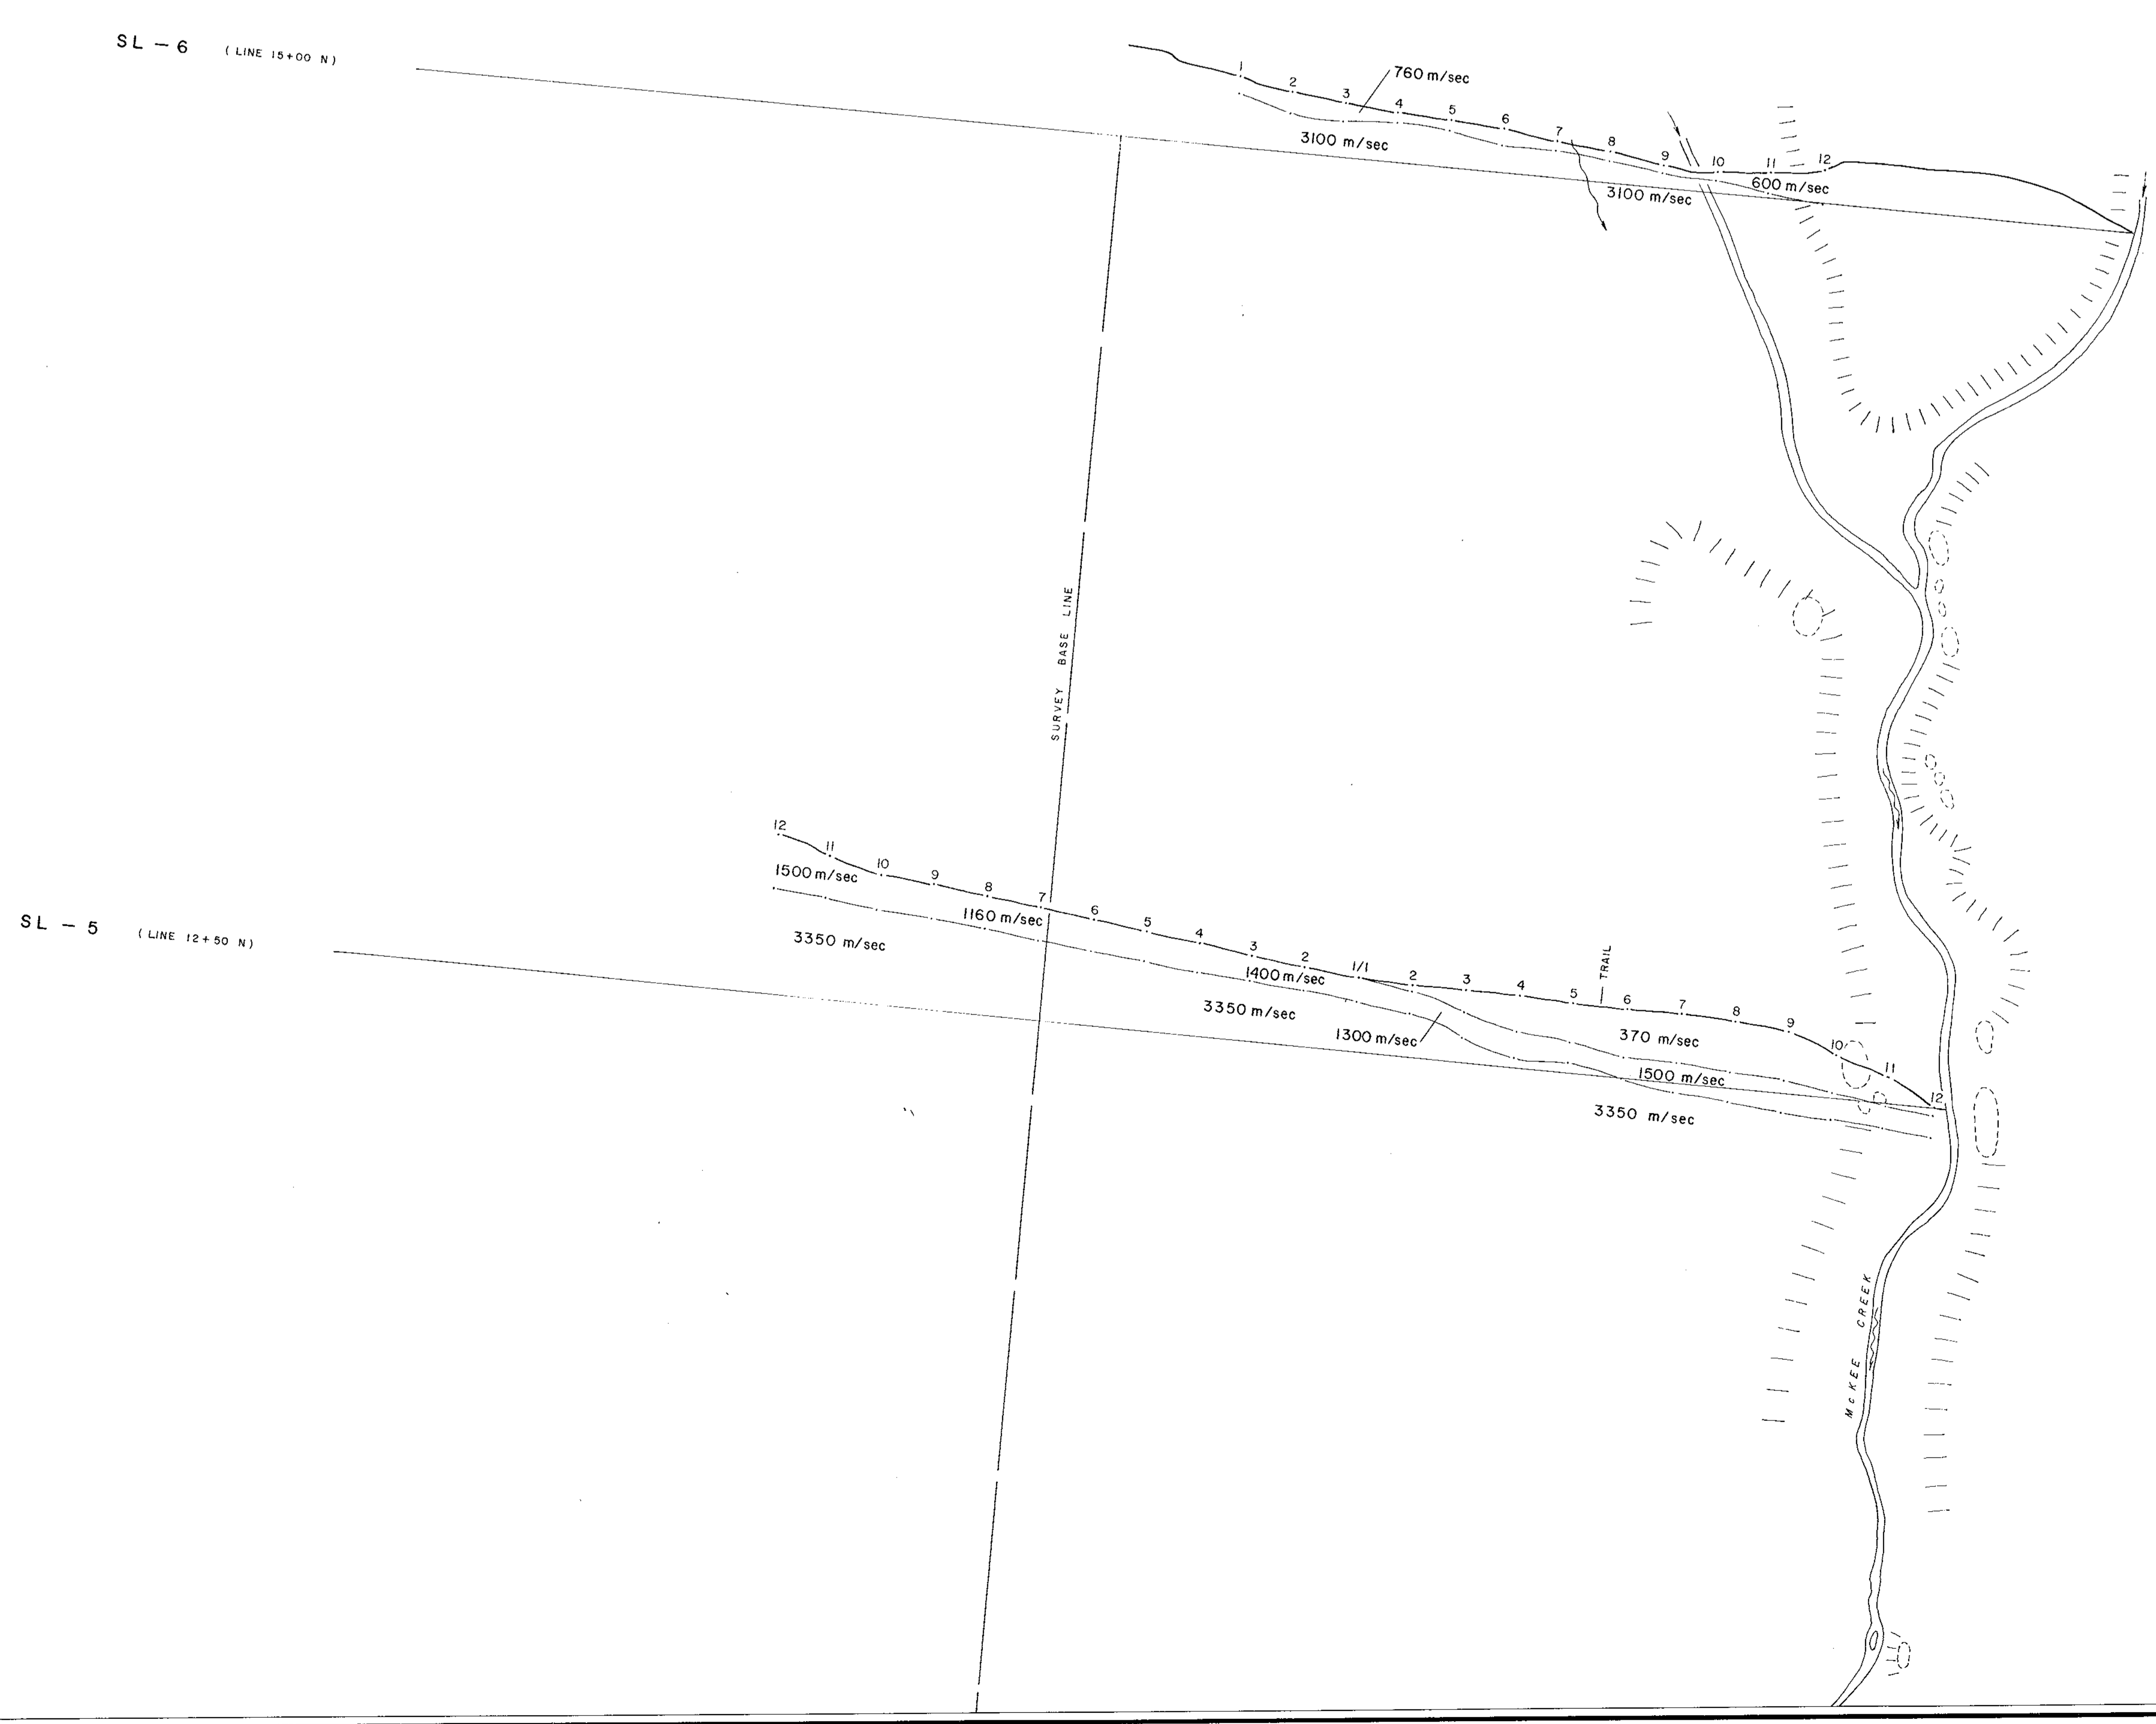 SL - 6 (LINE 15+00 N)
760 m/sec
1 2 3 4 5 6 7 8 9 10 11 12
3100 m/sec
3100 m/sec
600 m/sec
SURVEY BASE LINE
12 11 10 9 8 7 6 5 4 3 2 1/1 2 3 4 5 6 7 8 9 10 11 12
TRAIL
1500 m/sec
1160 m/sec
SL - 5 (LINE 12+50 N)
3350 m/sec
1400 m/sec
3350 m/sec
1300 m/sec
370 m/sec
1500 m/sec
3350 m/sec
McKEE CREEK